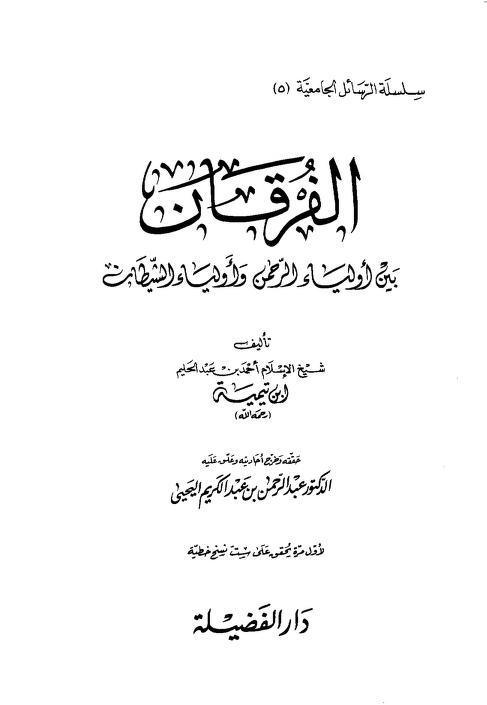 سلسلة الرسائل الجامعية (٥)
الفرقان
بين أولياء الرحمن وأولياء الشيطان
تأليف
شيخ الإسلام أحمد بن عبد الحليم
ابن تيمية
(رحمه الله)
حققه وخرج أحاديثه وعلق عليه
الدكتور عبد الرحمن بن عبد الكريم اليحيى
لأول مرة يحقق على ست نسخ خطية
دار الفضيلة